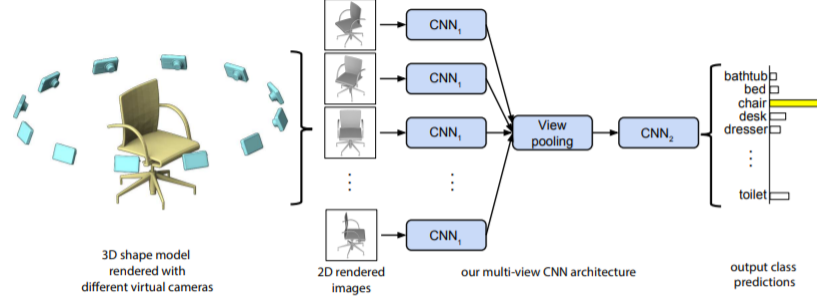 CNN₁
CNN₁
CNN₁
CNN₁
View
pooling
CNN₂
bathtub
bed
chair
desk
dresser
toilet
3D shape model
rendered with
different virtual cameras
2D rendered
images
our multi-view CNN architecture
output class
predictions